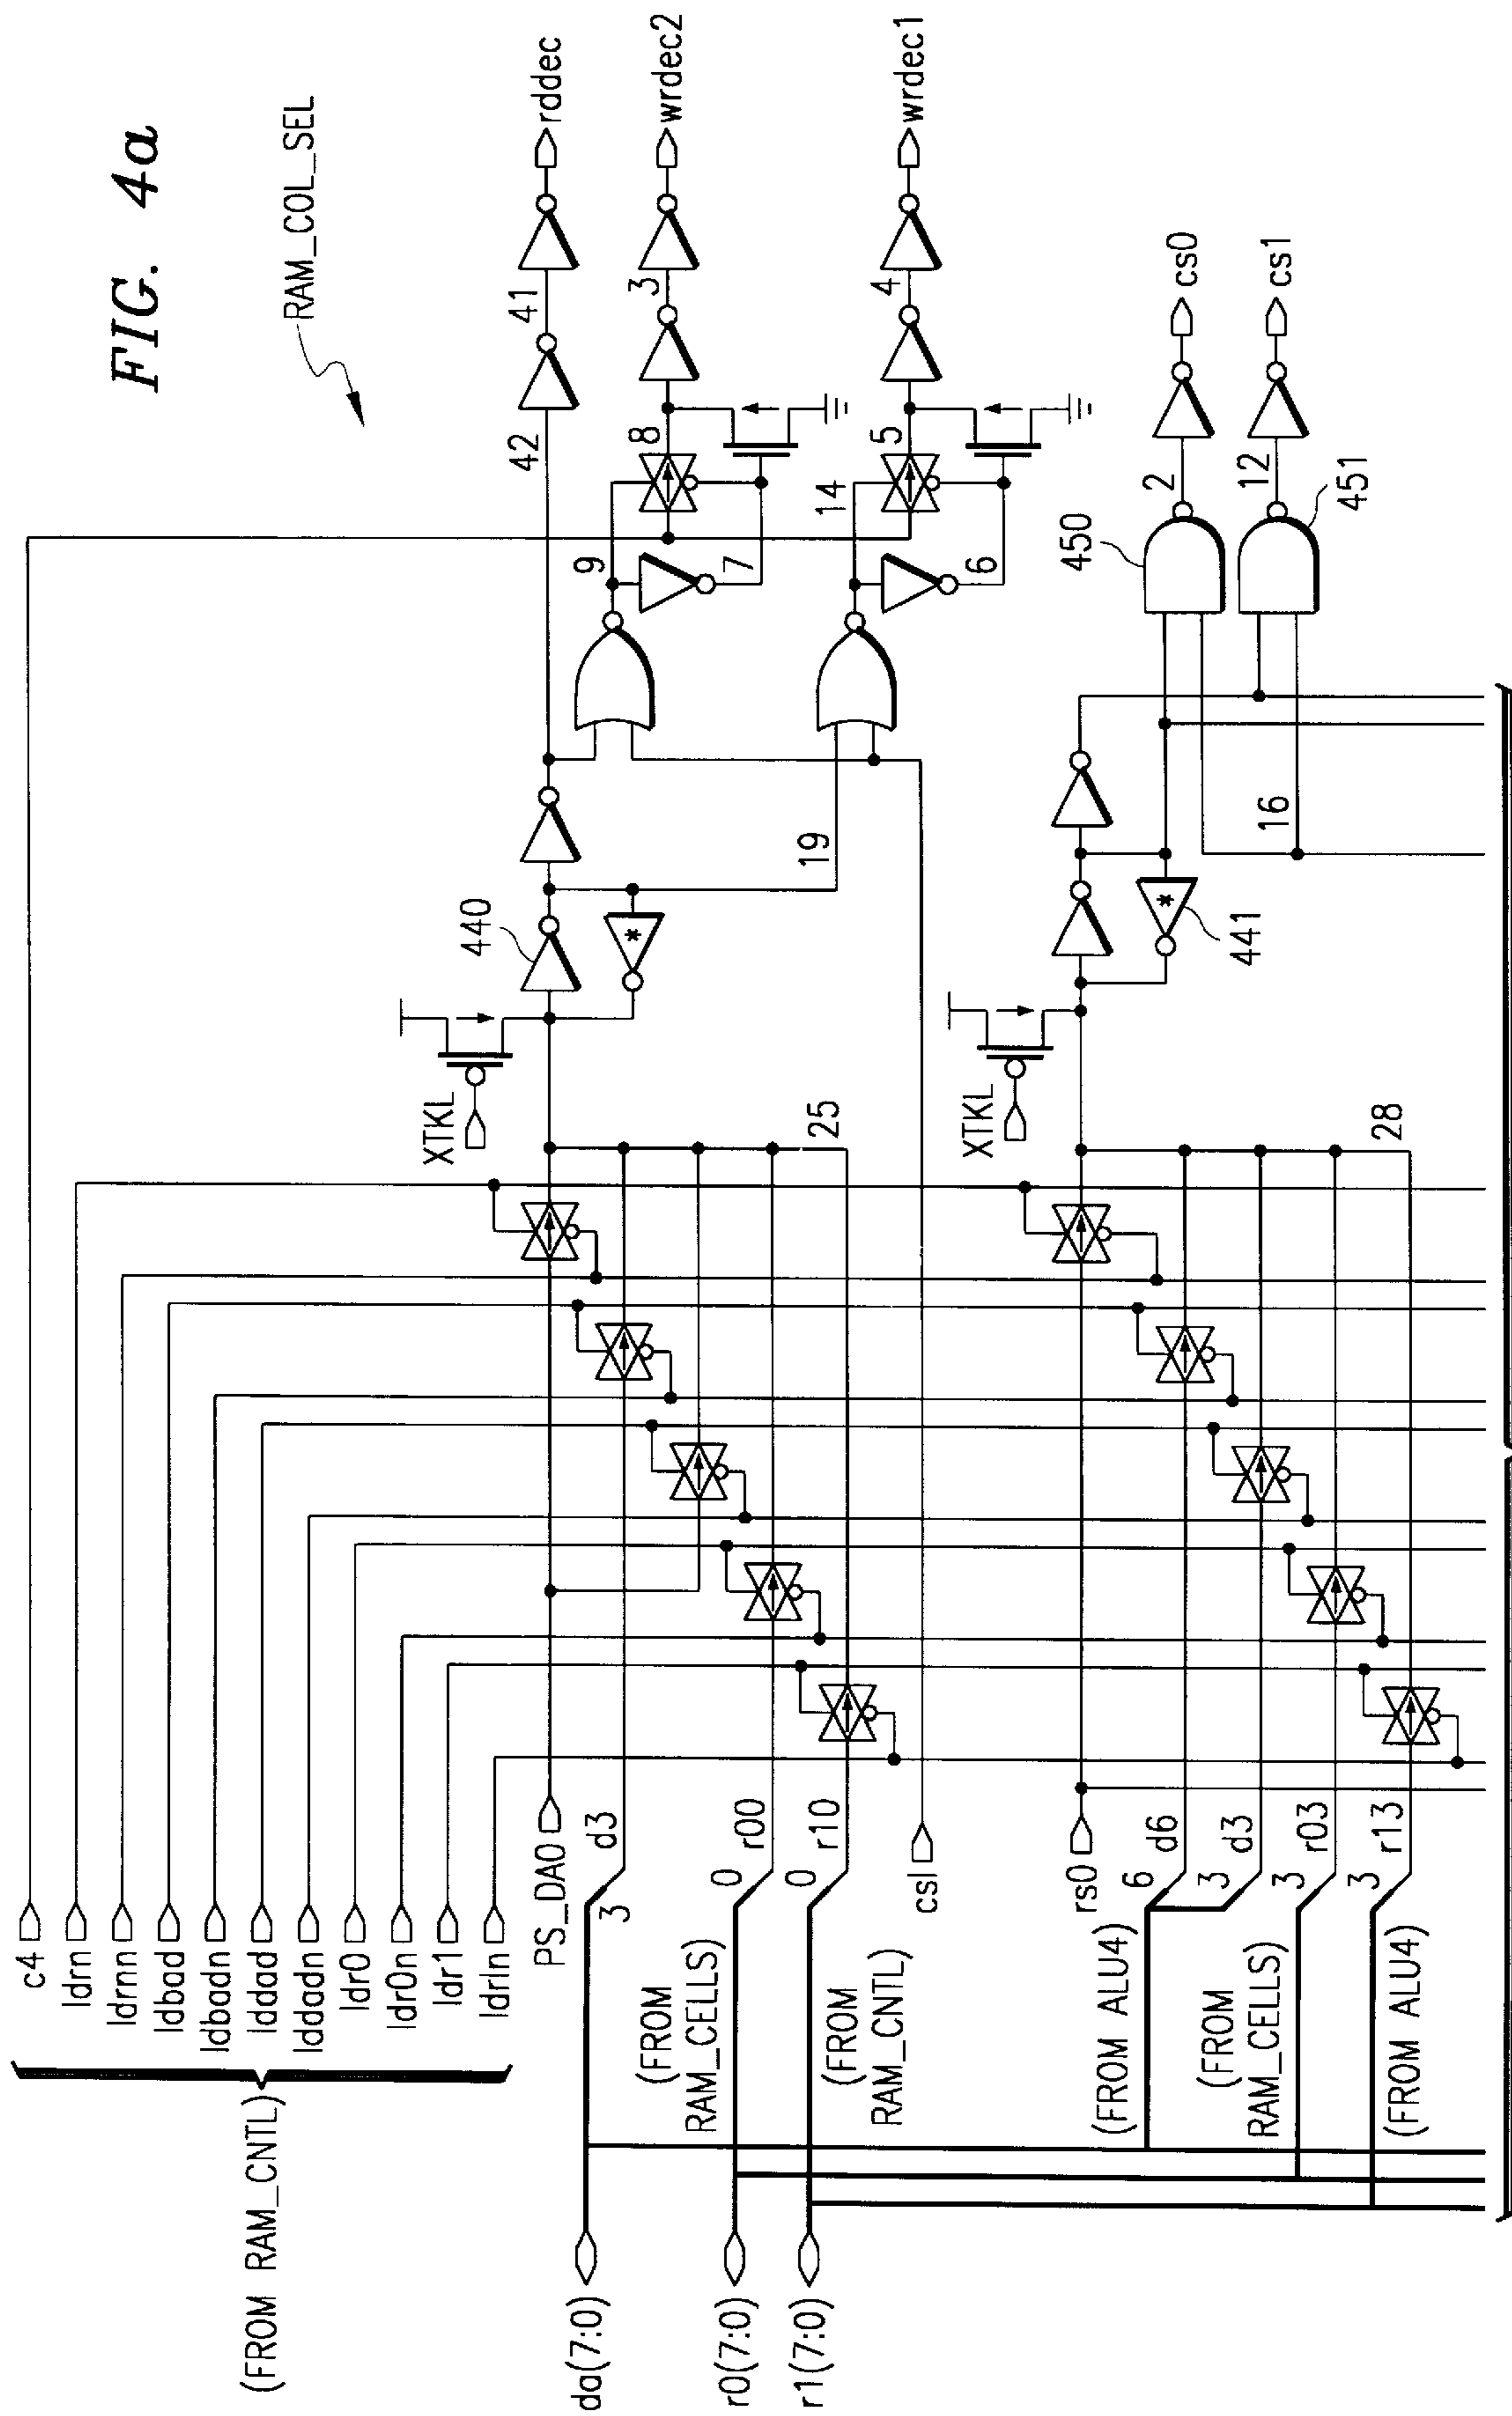 FIG. 4a
RAM_COL_SEL
c4
ldrn
ldrnn
ldbad
ldbadn
lddad
lddadn
ldr0
ldr0n
ldr1
ldr1n
(FROM RAM_CNTL)
PS_DA0
da(7:0)
3
d3
r0(7:0)
(FROM
RAM_CELLS)
0
r00
r1(7:0)
(FROM
RAM_CNTL)
0
r10
csl
25
XTKL
440
*
19
42
41
rddec
9
7
8
3
wrdec2
14
6
5
4
wrdec1
rs0
(FROM ALU4)
6
d6
3
d3
(FROM
RAM_CELLS)
3
r03
(FROM ALU4)
3
r13
28
XTKL
*
441
16
450
2
cs0
451
12
cs1